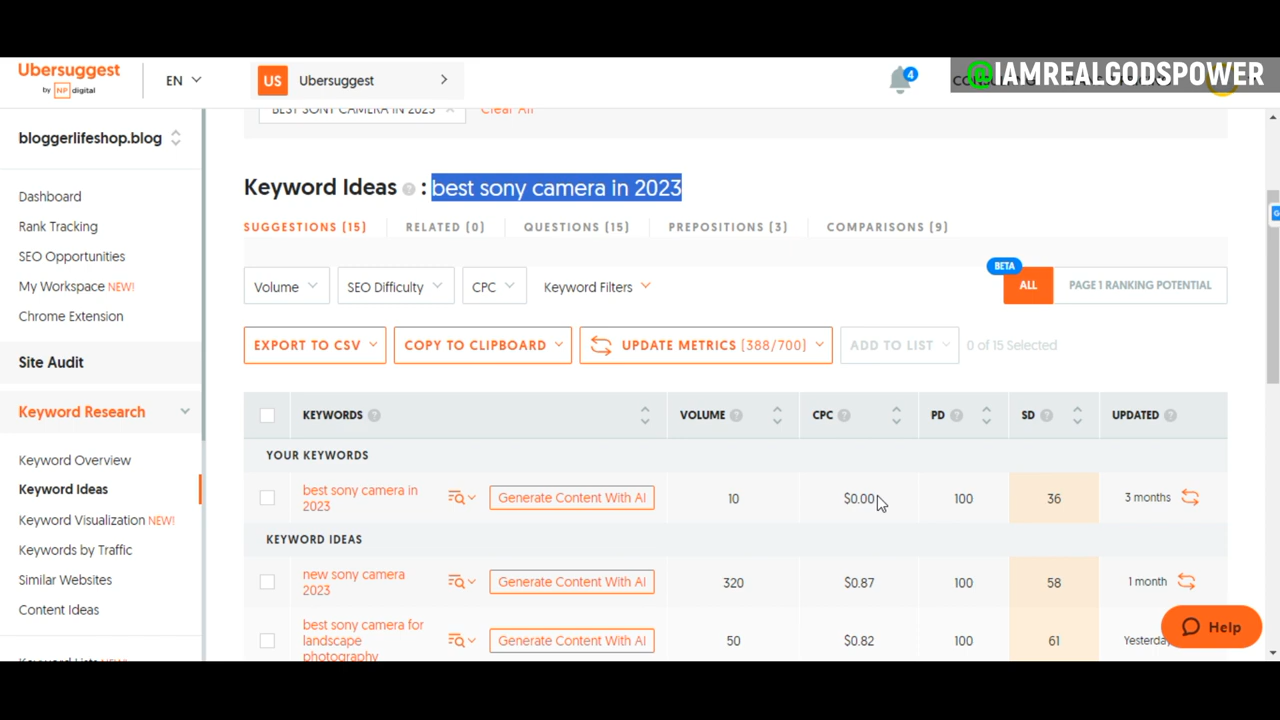 @IAMREALGODSPOWER
Ubersuggest
by NP digital
EN
US Ubersuggest
4
bloggerlifeshop.blog
BEST SONY CAMERA IN 2023
Clear All
Dashboard
Rank Tracking
SEO Opportunities
My Workspace NEW!
Chrome Extension
Site Audit
Keyword Research
Keyword Overview
Keyword Ideas
Keyword Visualization NEW!
Keywords by Traffic
Similar Websites
Content Ideas
Keyword Lists NEW!
Keyword Ideas : best sony camera in 2023
SUGGESTIONS (15) RELATED (0) QUESTIONS (15) PREPOSITIONS (3) COMPARISONS (9)
Volume SEO Difficulty CPC Keyword Filters
BETA
ALL PAGE 1 RANKING POTENTIAL
EXPORT TO CSV COPY TO CLIPBOARD UPDATE METRICS [388/700] ADD TO LIST 0 of 15 Selected
KEYWORDS VOLUME CPC PD SD UPDATED
YOUR KEYWORDS
best sony camera in
2023
Generate Content With AI 10 $0.00 100 36 3 months
KEYWORD IDEAS
new sony camera
2023
Generate Content With AI 320 $0.87 100 58 1 month
best sony camera for
landscape
photography
Generate Content With AI 50 $0.82 100 61 Yesterda
Help